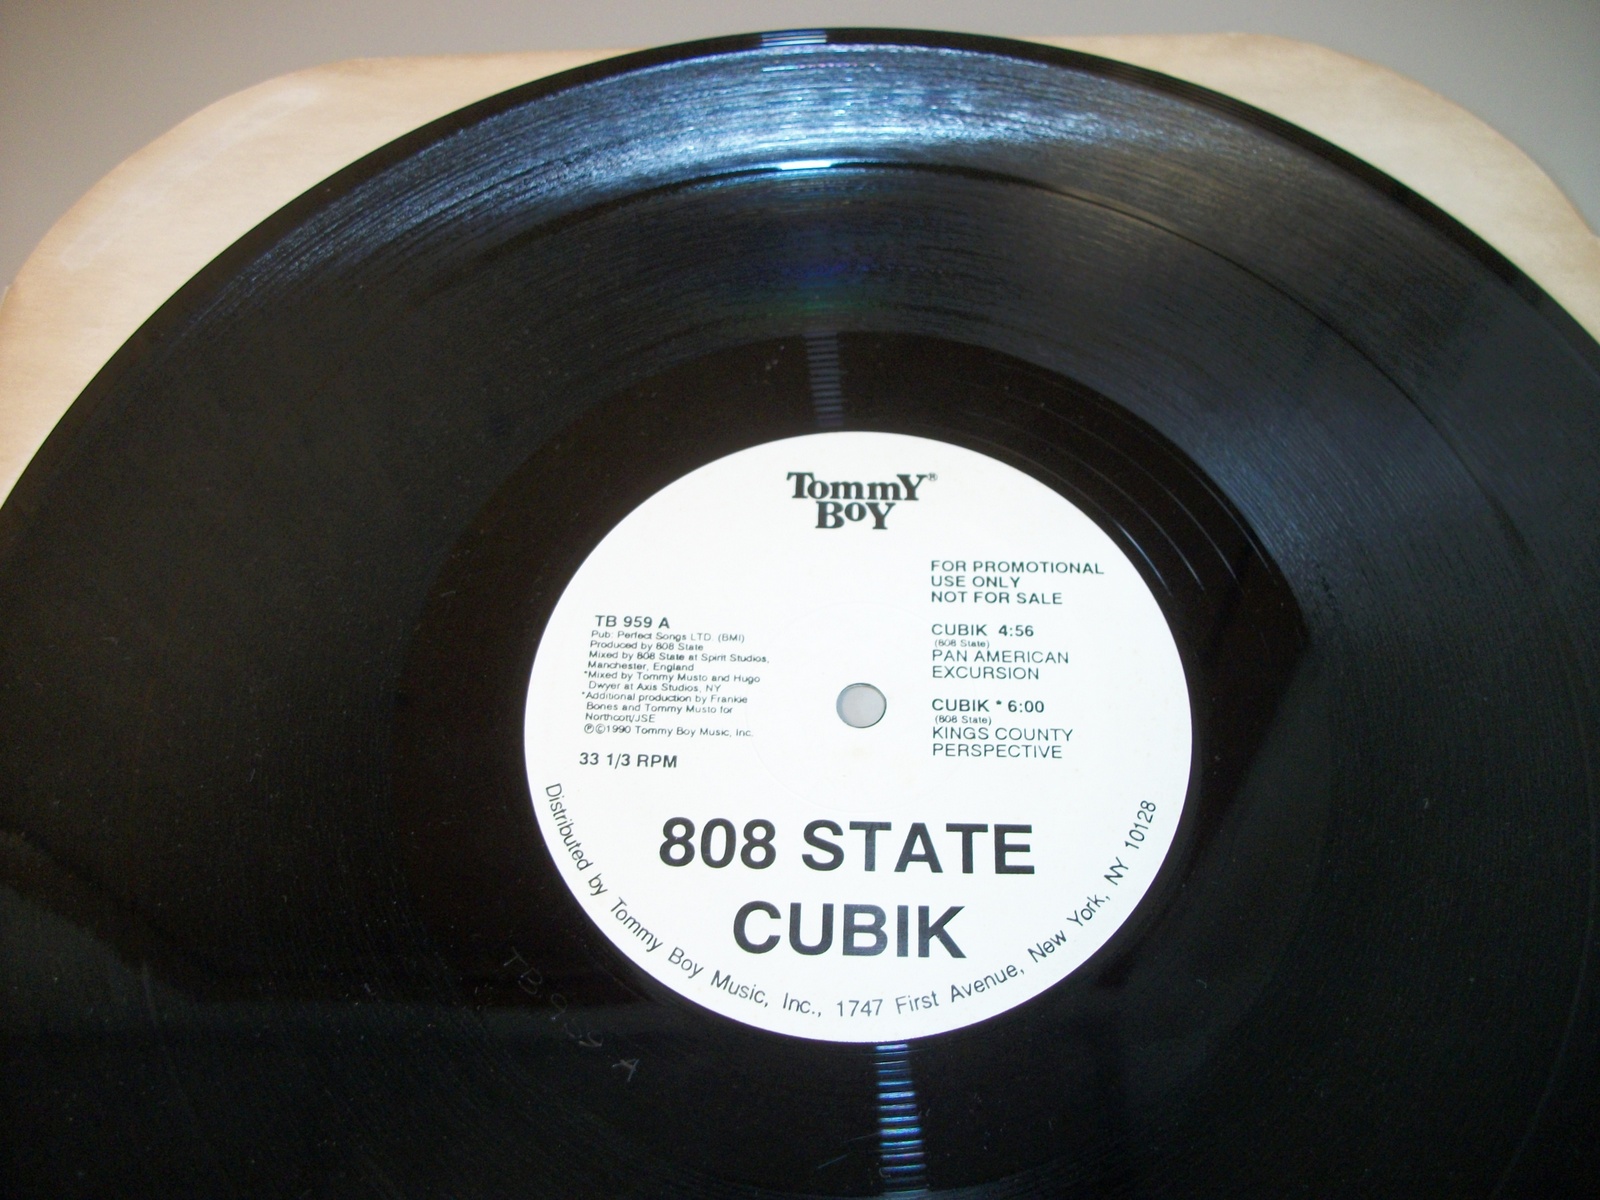 Tommy®
Boy
FOR PROMOTIONAL
USE ONLY
NOT FOR SALE
TB 959 A
Pub: Perfect Songs LTD (BMI)
Produced by 808 State
Mixed by 808 State at Spirit Studios,
Manchester, England
*Mixed by Tommy Musto and Hugo
Dwyer at Axis Studios, NY
*Additional production by Frankie
Bones and Tommy Musto for
Northcott/JSE
℗©1990 Tommy Boy Music, Inc.
33 1/3 RPM
CUBIK 4:56
(808 State)
PAN AMERICAN
EXCURSION
CUBIK * 6:00
(808 State)
KINGS COUNTY
PERSPECTIVE
808 STATE
CUBIK
Distributed by Tommy Boy Music, Inc., 1747 First Avenue, New York, NY 10128